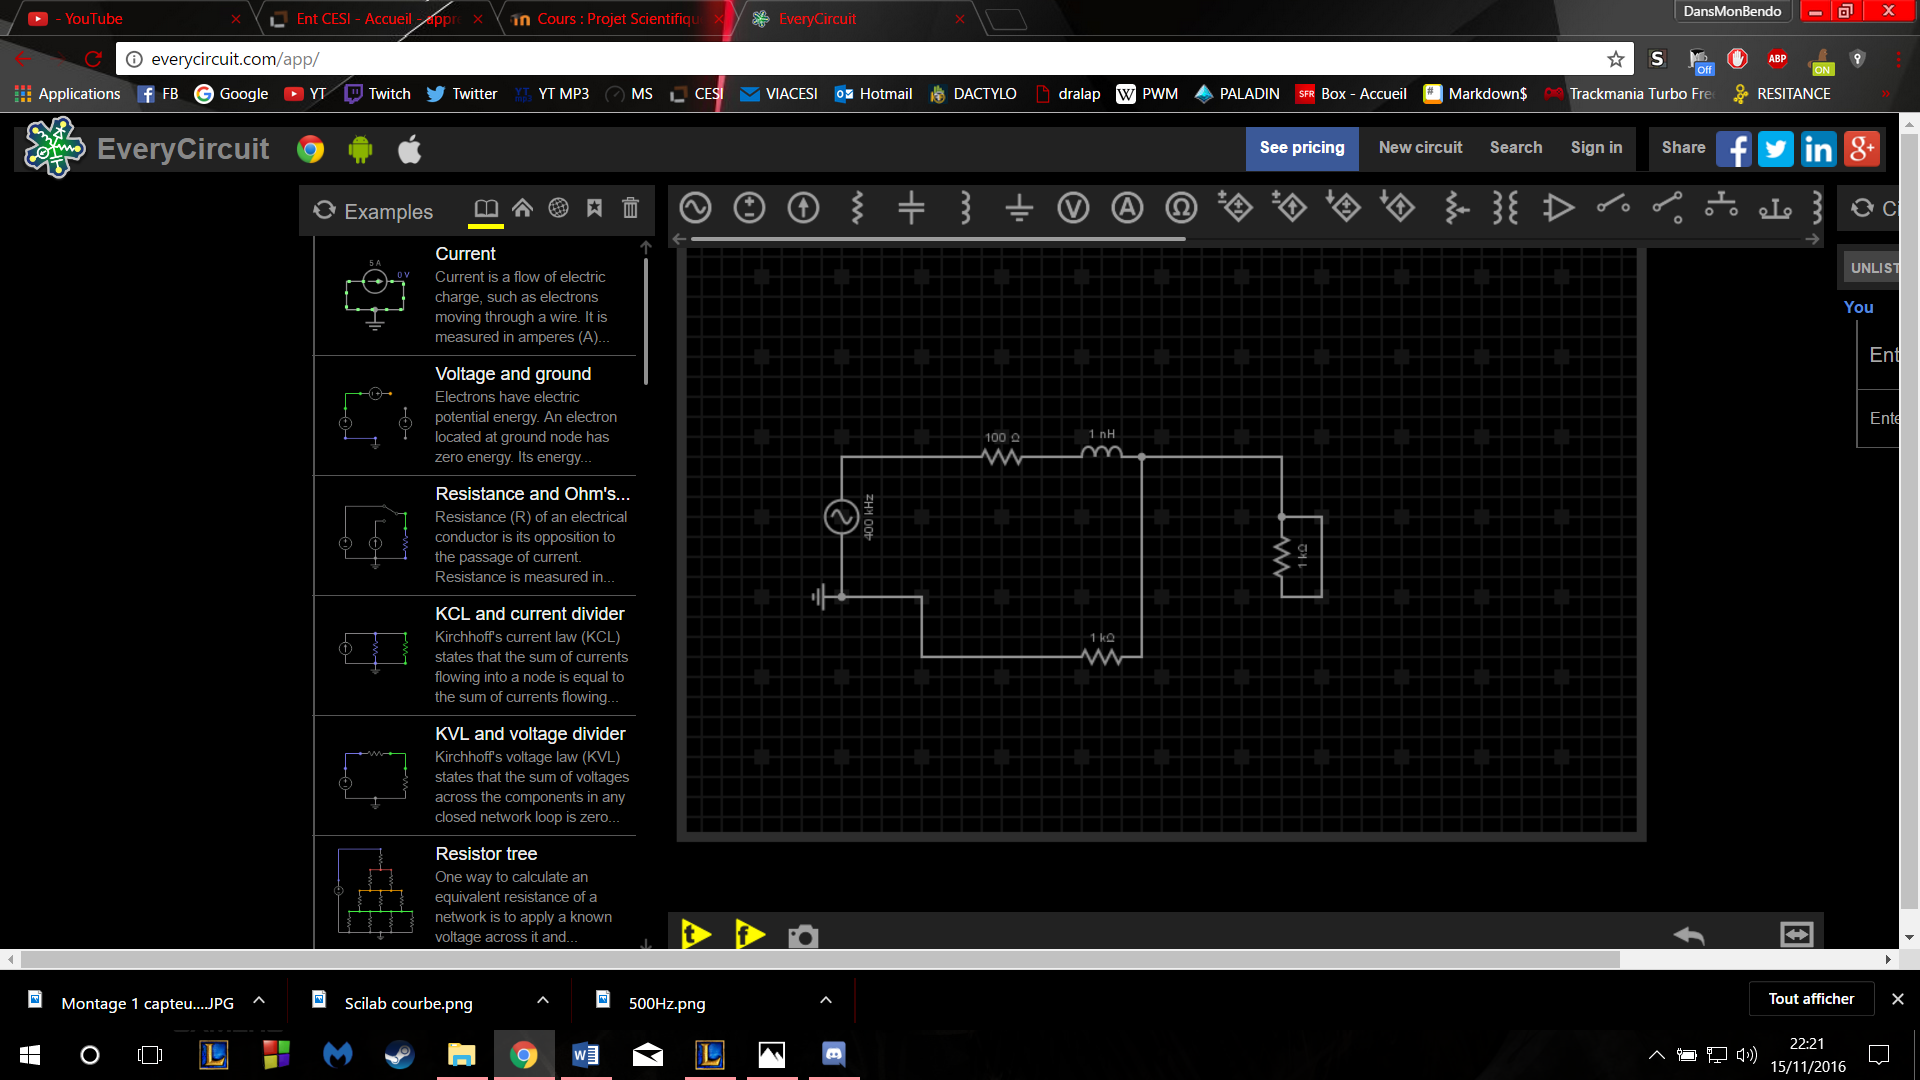 - YouTube
Ent CESI - Accueil - appr
Cours : Projet Scientifiqu
EveryCircuit
DansMonBendo
everycircuit.com/app/
S
Off
ABP
ON
Applications
FB
Google
YT
Twitch
Twitter
YT MP3
MS
CESI
VIACESI
Hotmail
DACTYLO
dralap
W PWM
PALADIN
SFR Box - Accueil
Markdown$
Trackmania Turbo Fre
RESITANCE
»
EveryCircuit
See pricing
New circuit
Search
Sign in
Share
f
in
g+
Examples
V
A
Ω
Ci
Current
Current is a flow of electric
charge, such as electrons
moving through a wire. It is
measured in amperes (A)...
5 A
0 V
Voltage and ground
Electrons have electric
potential energy. An electron
located at ground node has
zero energy. Its energy...
Resistance and Ohm's...
Resistance (R) of an electrical
conductor is its opposition to
the passage of current.
Resistance is measured in...
KCL and current divider
Kirchhoff's current law (KCL)
states that the sum of currents
flowing into a node is equal to
the sum of currents flowing...
KVL and voltage divider
Kirchhoff's voltage law (KVL)
states that the sum of voltages
across the components in any
closed network loop is zero...
Resistor tree
One way to calculate an
equivalent resistance of a
network is to apply a known
voltage across it and...
100 Ω
1 nH
400 kHz
1 kΩ
1 kΩ
UNLIST
You
Ent
Ente
t
f
Montage 1 capteu....JPG
Scilab courbe.png
500Hz.png
Tout afficher
22:21
15/11/2016